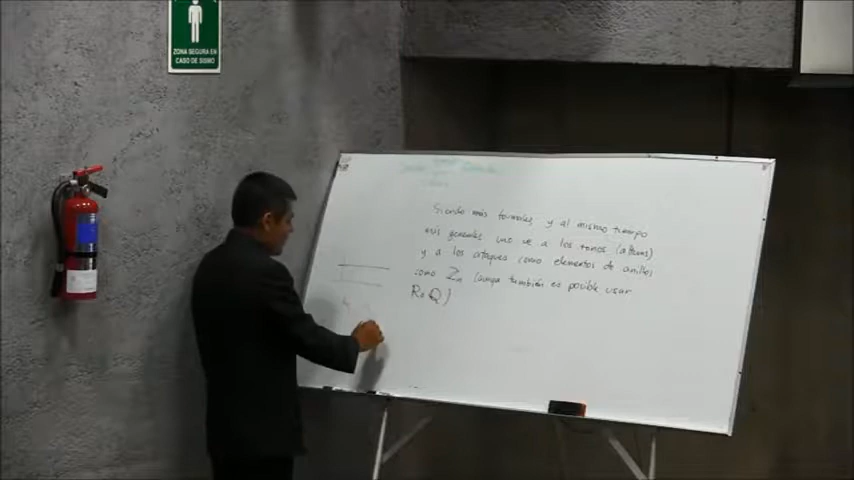 ZONA SEGURA EN
CASO DE SISMO
Siendo más formales, y al mismo tiempo
más generales, uno ve a los tonos (alturas)
y a los ataques como elementos de anillos
como Zn (aunque también es posible usar
R o Q)